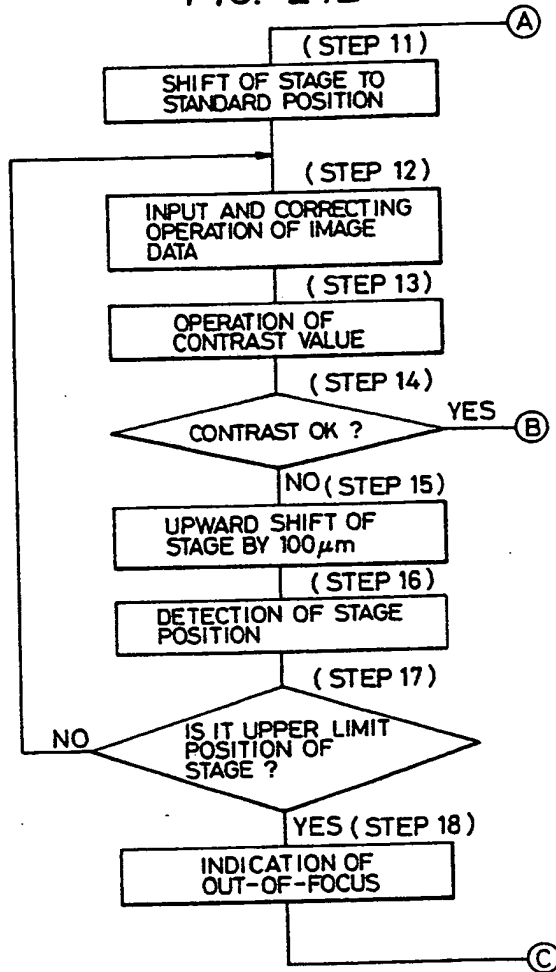 A
(STEP 11)
SHIFT OF STAGE TO
STANDARD POSITION
(STEP 12)
INPUT AND CORRECTING
OPERATION OF IMAGE
DATA
(STEP 13)
OPERATION OF
CONTRAST VALUE
(STEP 14)
CONTRAST OK ?
YES
B
NO (STEP 15)
UPWARD SHIFT OF
STAGE BY 100μm
(STEP 16)
DETECTION OF STAGE
POSITION
(STEP 17)
NO
IS IT UPPER LIMIT
POSITION OF
STAGE ?
YES (STEP 18)
INDICATION OF
OUT-OF-FOCUS
C